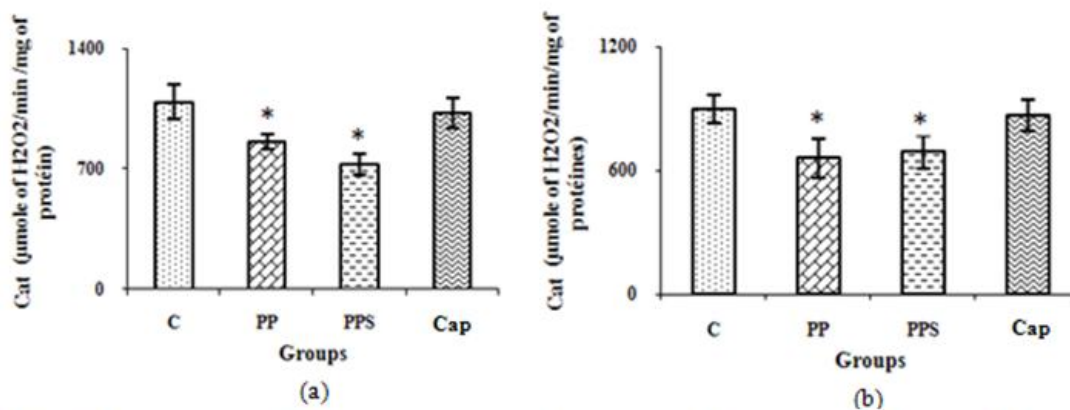 Cat (µmole of H2O2/min /mg of
protéin)
1400
700
0
*
*
C PP PPS Cap
Groups
(a)
Cat (µmole of H2O2/min/mg of
protéines)
1200
600
0
*
*
C PP PPS Cap
Groups
(b)